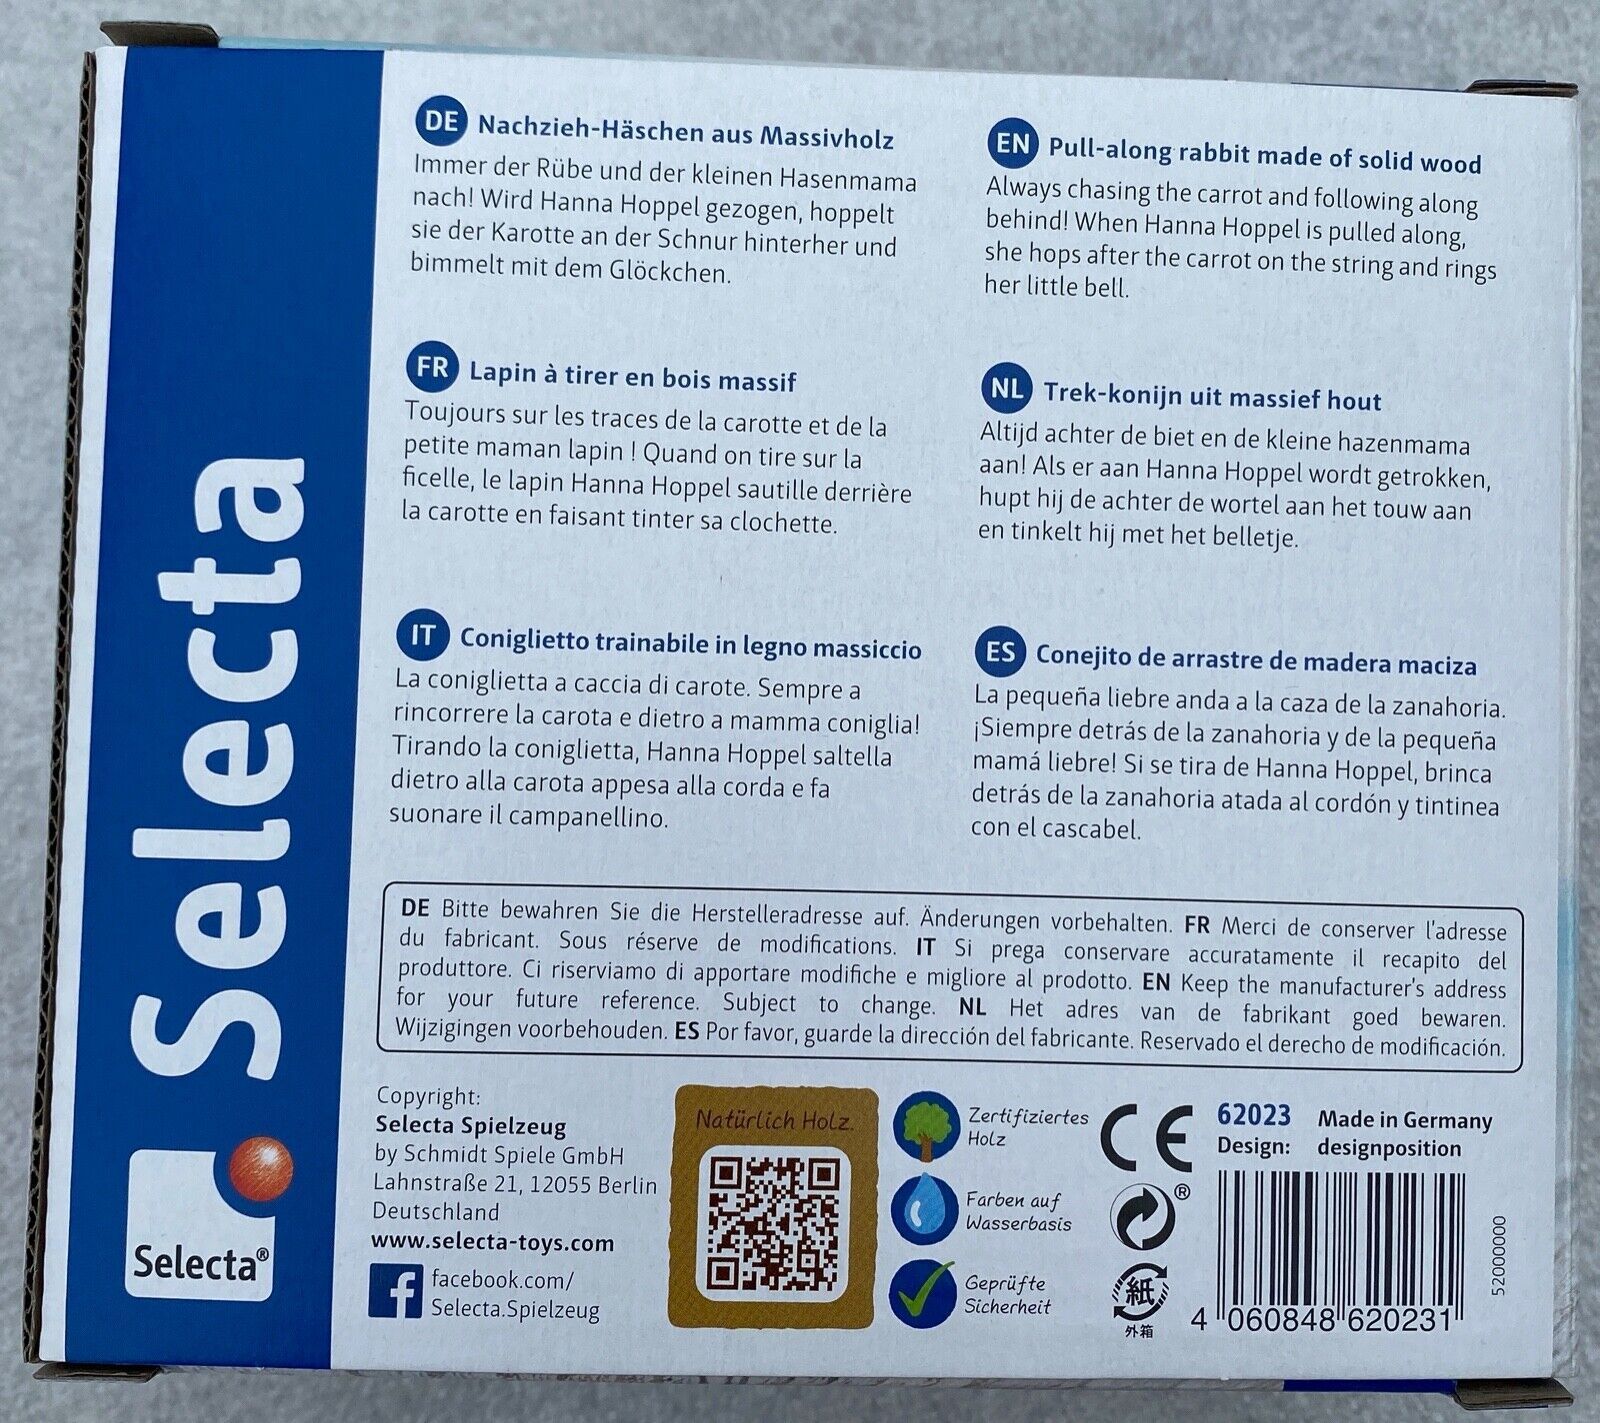 Selecta
Selecta®
DE Nachzieh-Häschen aus Massivholz
Immer der Rübe und der kleinen Hasenmama
nach! Wird Hanna Hoppel gezogen, hoppelt
sie der Karotte an der Schnur hinterher und
bimmelt mit dem Glöckchen.
EN Pull-along rabbit made of solid wood
Always chasing the carrot and following along
behind! When Hanna Hoppel is pulled along,
she hops after the carrot on the string and rings
her little bell.
FR Lapin à tirer en bois massif
Toujours sur les traces de la carotte et de la
petite maman lapin ! Quand on tire sur la
ficelle, le lapin Hanna Hoppel sautille derrière
la carotte en faisant tinter sa clochette.
NL Trek-konijn uit massief hout
Altijd achter de biet en de kleine hazenmama
aan! Als er aan Hanna Hoppel wordt getrokken,
hupt hij de achter de wortel aan het touw aan
en tinkelt hij met het belletje.
IT Coniglietto trainabile in legno massiccio
La coniglietta a caccia di carote. Sempre a
rincorrere la carota e dietro a mamma coniglia!
Tirando la coniglietta, Hanna Hoppel saltella
dietro alla carota appesa alla corda e fa
suonare il campanellino.
ES Conejito de arrastre de madera maciza
La pequeña liebre anda a la caza de la zanahoria.
¡Siempre detrás de la zanahoria y de la pequeña
mamá liebre! Si se tira de Hanna Hoppel, brinca
detrás de la zanahoria atada al cordón y tintinea
con el cascabel.
DE Bitte bewahren Sie die Herstelleradresse auf. Änderungen vorbehalten. FR Merci de conserver l'adresse
du fabricant. Sous réserve de modifications. IT Si prega conservare accuratamente il recapito del
produttore. Ci riserviamo di apportare modifiche e migliore al prodotto. EN Keep the manufacturer's address
for your future reference. Subject to change. NL Het adres van de fabrikant goed bewaren.
Wijzigingen voorbehouden. ES Por favor, guarde la dirección del fabricante. Reservado el derecho de modificación.
Copyright:
Selecta Spielzeug
by Schmidt Spiele GmbH
Lahnstraße 21, 12055 Berlin
Deutschland
www.selecta-toys.com
facebook.com/
Selecta.Spielzeug
Natürlich Holz.
Zertifiziertes
Holz
Farben auf
Wasserbasis
Geprüfte
Sicherheit
CE
®
紙
外箱
62023 Made in Germany
Design: designposition
4 060848 620231
52000000